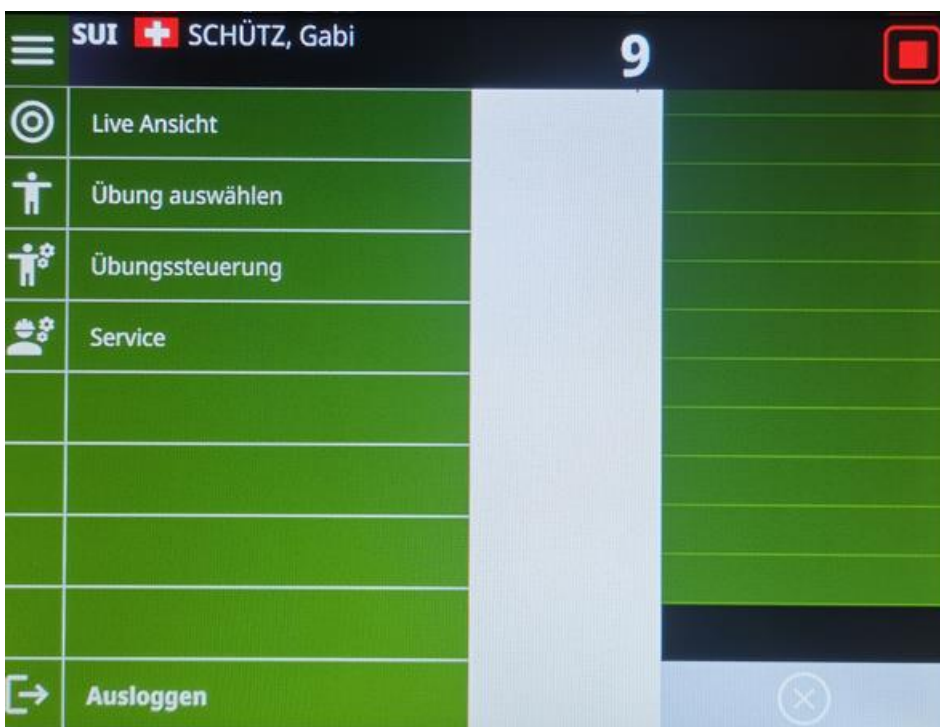 SUI SCHÜTZ, Gabi
9
Live Ansicht
Übung auswählen
Übungssteuerung
Service
Ausloggen